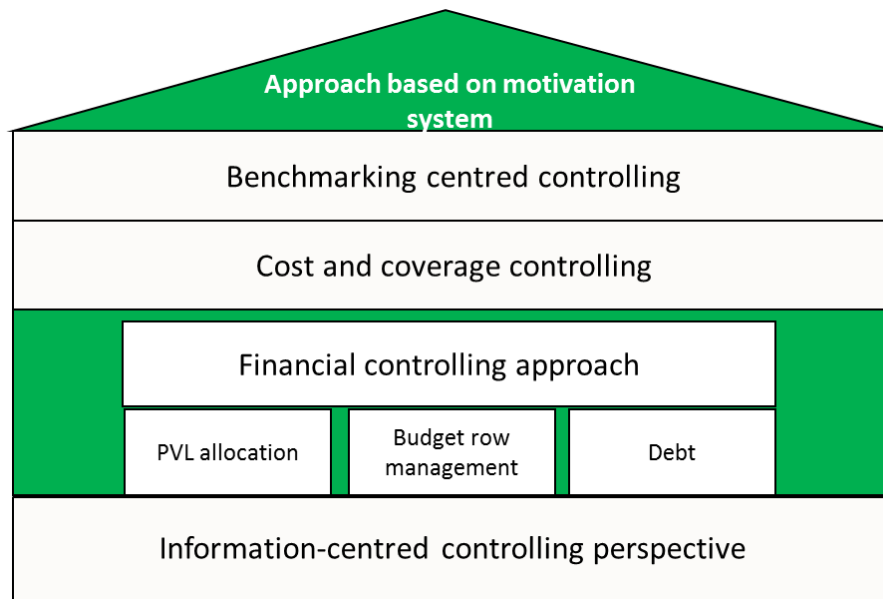 Approach based on motivation
system
Benchmarking centred controlling
Cost and coverage controlling
Financial controlling approach
PVL allocation
Budget row
management
Debt
Information-centred controlling perspective